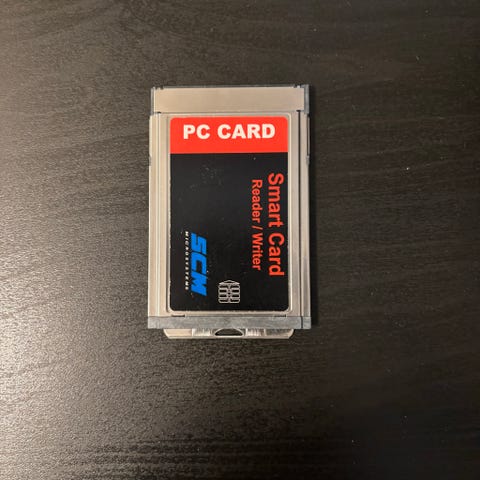 PC CARD
Smart Card
Reader / Writer
SCM
MICROSYSTEMS